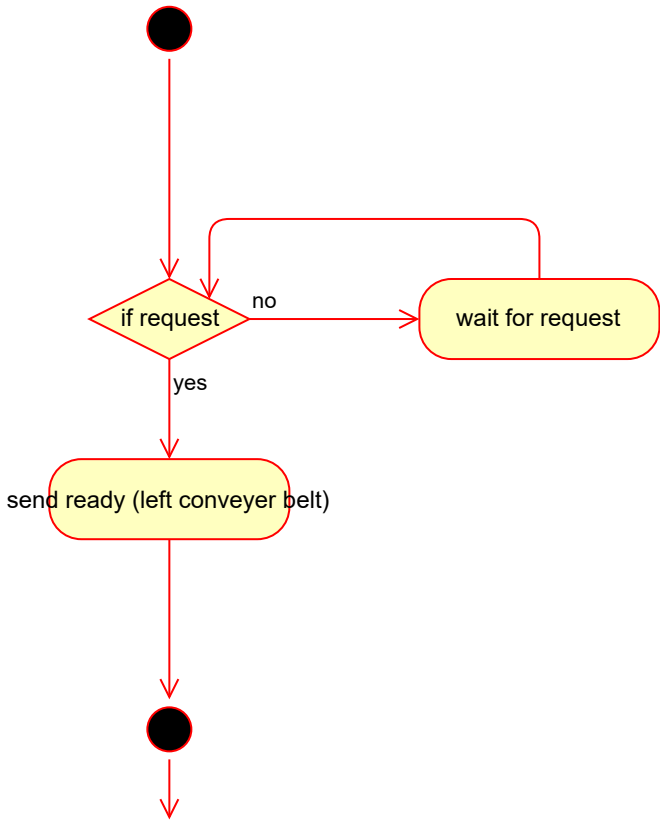 no
if request
wait for request
yes
send ready (left conveyer belt)